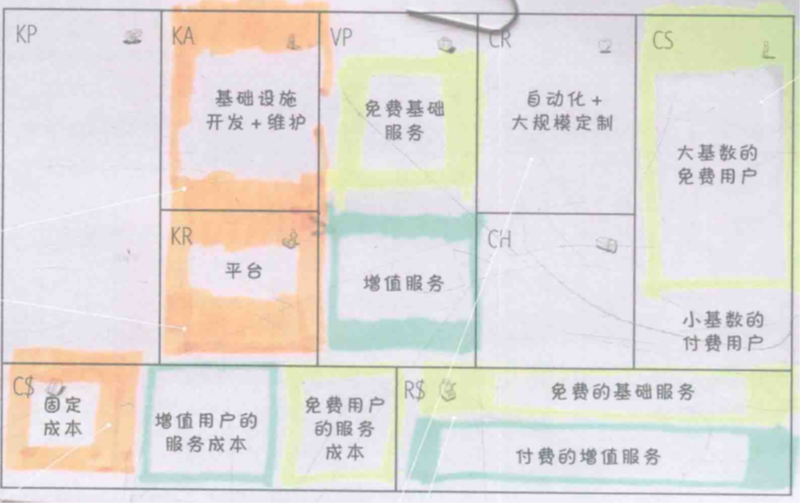 KP
KA
基础设施
开发+维护
KR
平台
VP
免费基础
服务
增值服务
CR
自动化+
大规模定制
CH
CS
大基数的
免费用户
小基数的
付费用户
C$
固定
成本
增值用户的
服务成本
免费用户
的服务
成本
R$
免费的基础服务
付费的增值服务